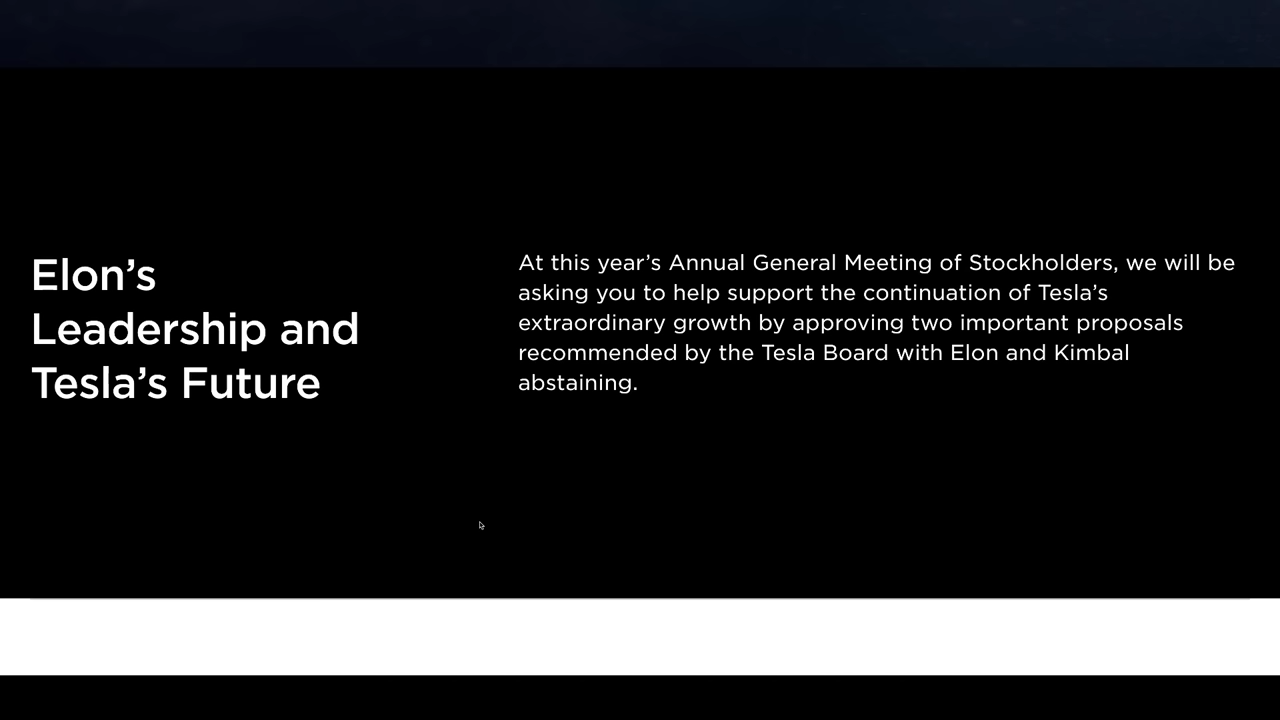 Elon’s
Leadership and
Tesla’s Future
At this year’s Annual General Meeting of Stockholders, we will be
asking you to help support the continuation of Tesla’s
extraordinary growth by approving two important proposals
recommended by the Tesla Board with Elon and Kimbal
abstaining.